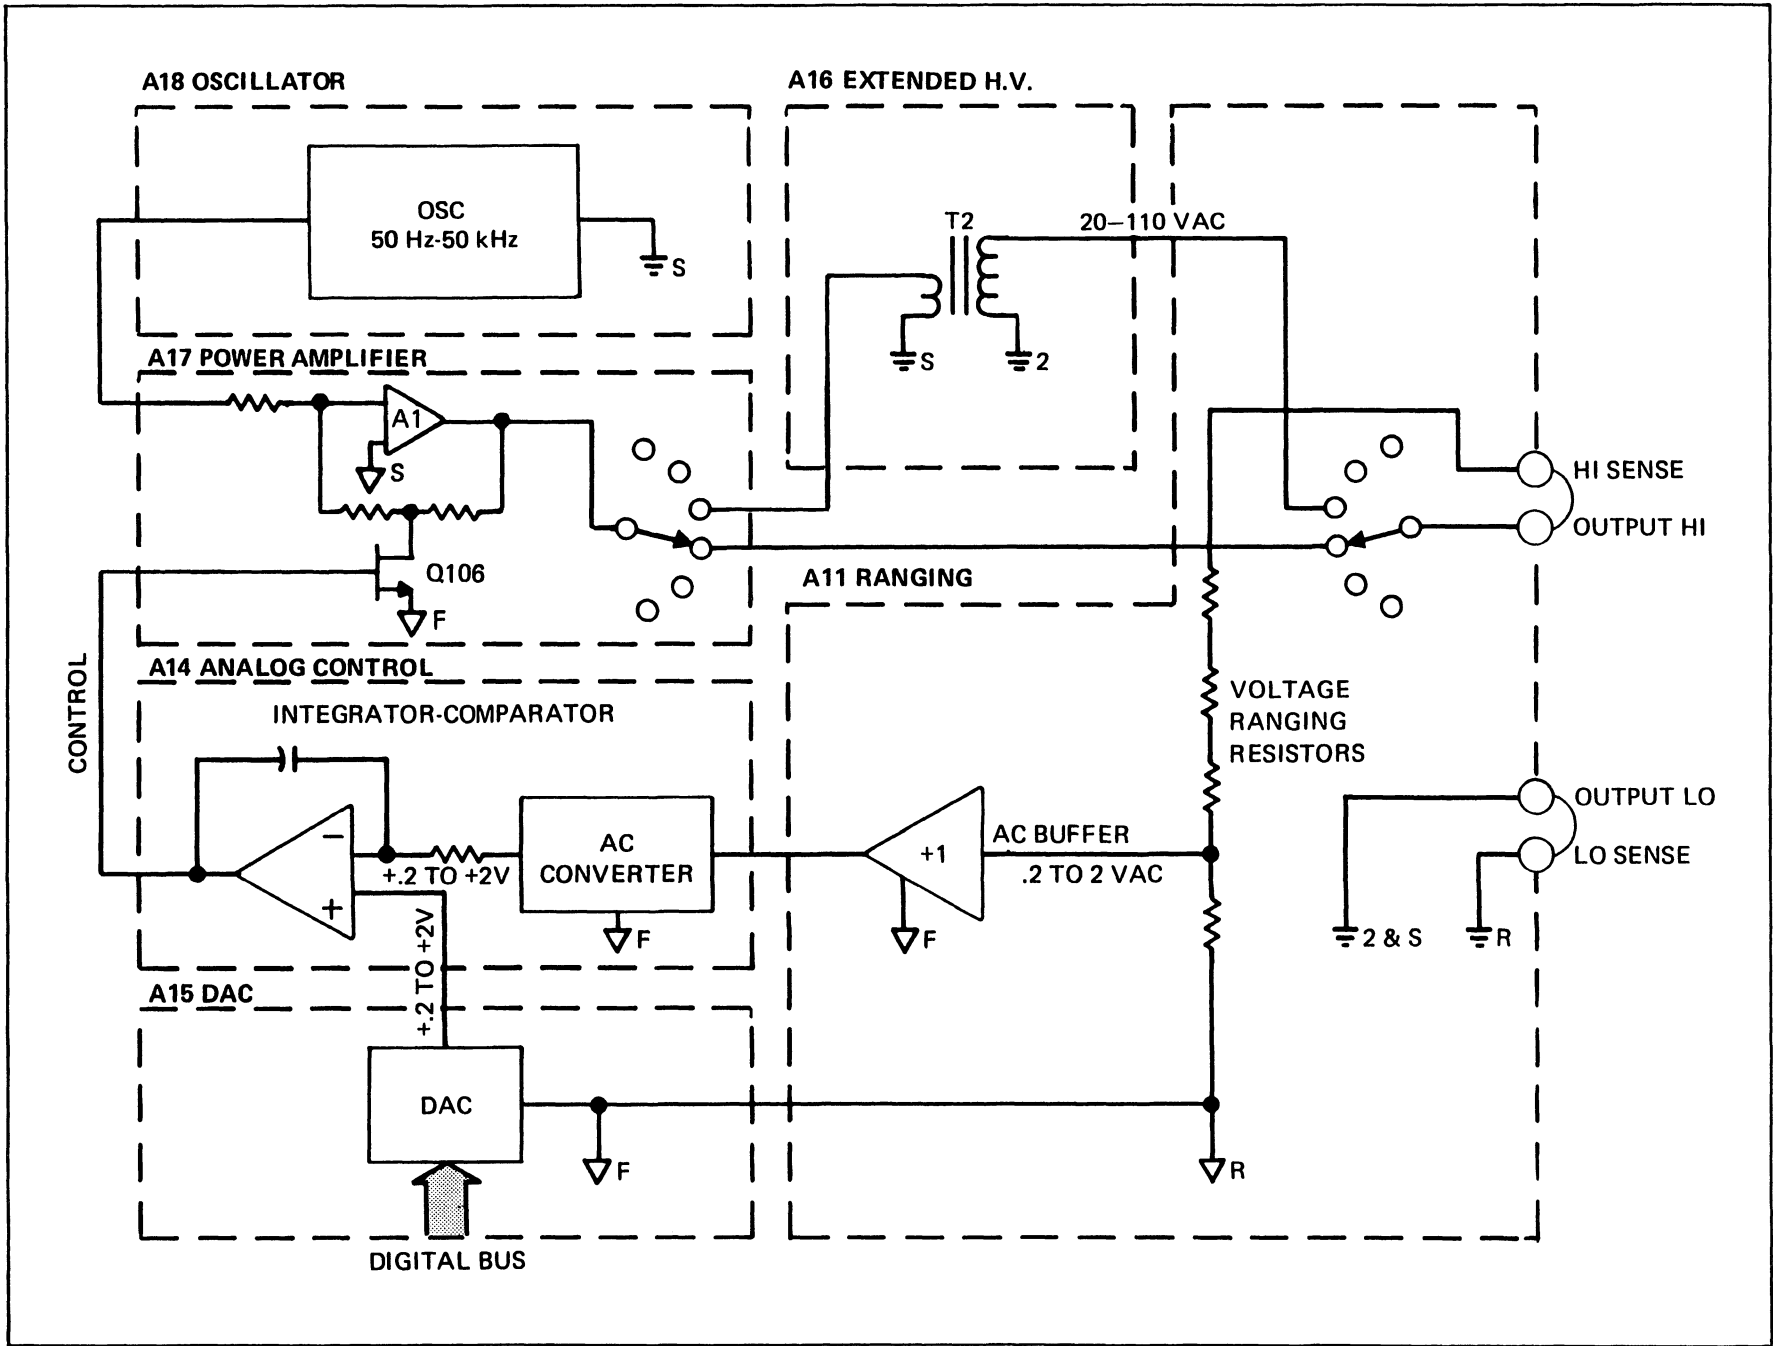 A18 OSCILLATOR
A16 EXTENDED H.V.
OSC
50 Hz-50 kHz
S
T2
20–110 VAC
S
2
A17 POWER AMPLIFIER
A1
S
Q106
F
HI SENSE
OUTPUT HI
A11 RANGING
CONTROL
A14 ANALOG CONTROL
INTEGRATOR-COMPARATOR
VOLTAGE
RANGING
RESISTORS
−
+
+.2 TO +2V
AC
CONVERTER
F
+1
F
AC BUFFER
.2 TO 2 VAC
OUTPUT LO
LO SENSE
2 & S
R
A15 DAC
+.2 TO +2V
DAC
F
R
DIGITAL BUS